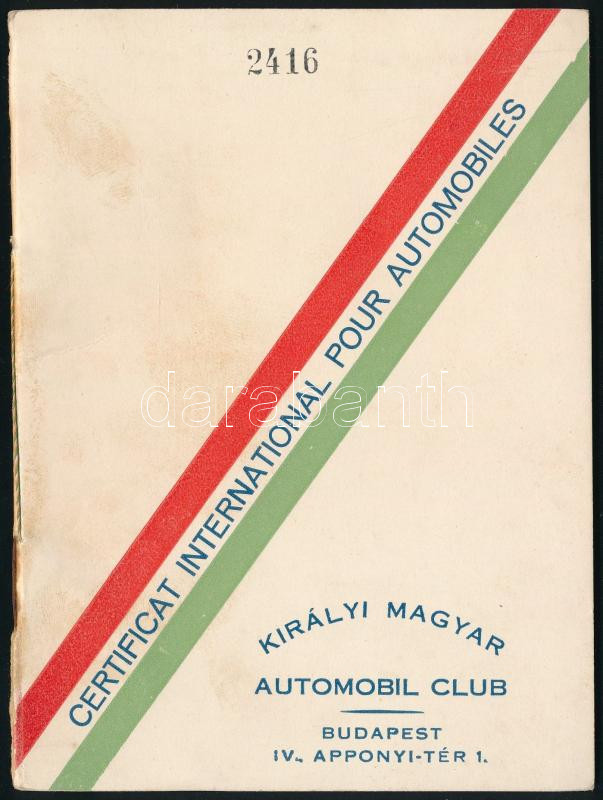 2416
CERTIFICAT INTERNATIONAL POUR AUTOMOBILES
darabanth
KIRÁLYI MAGYAR
AUTOMOBIL CLUB
BUDAPEST
IV., APPONYI-TÉR 1.